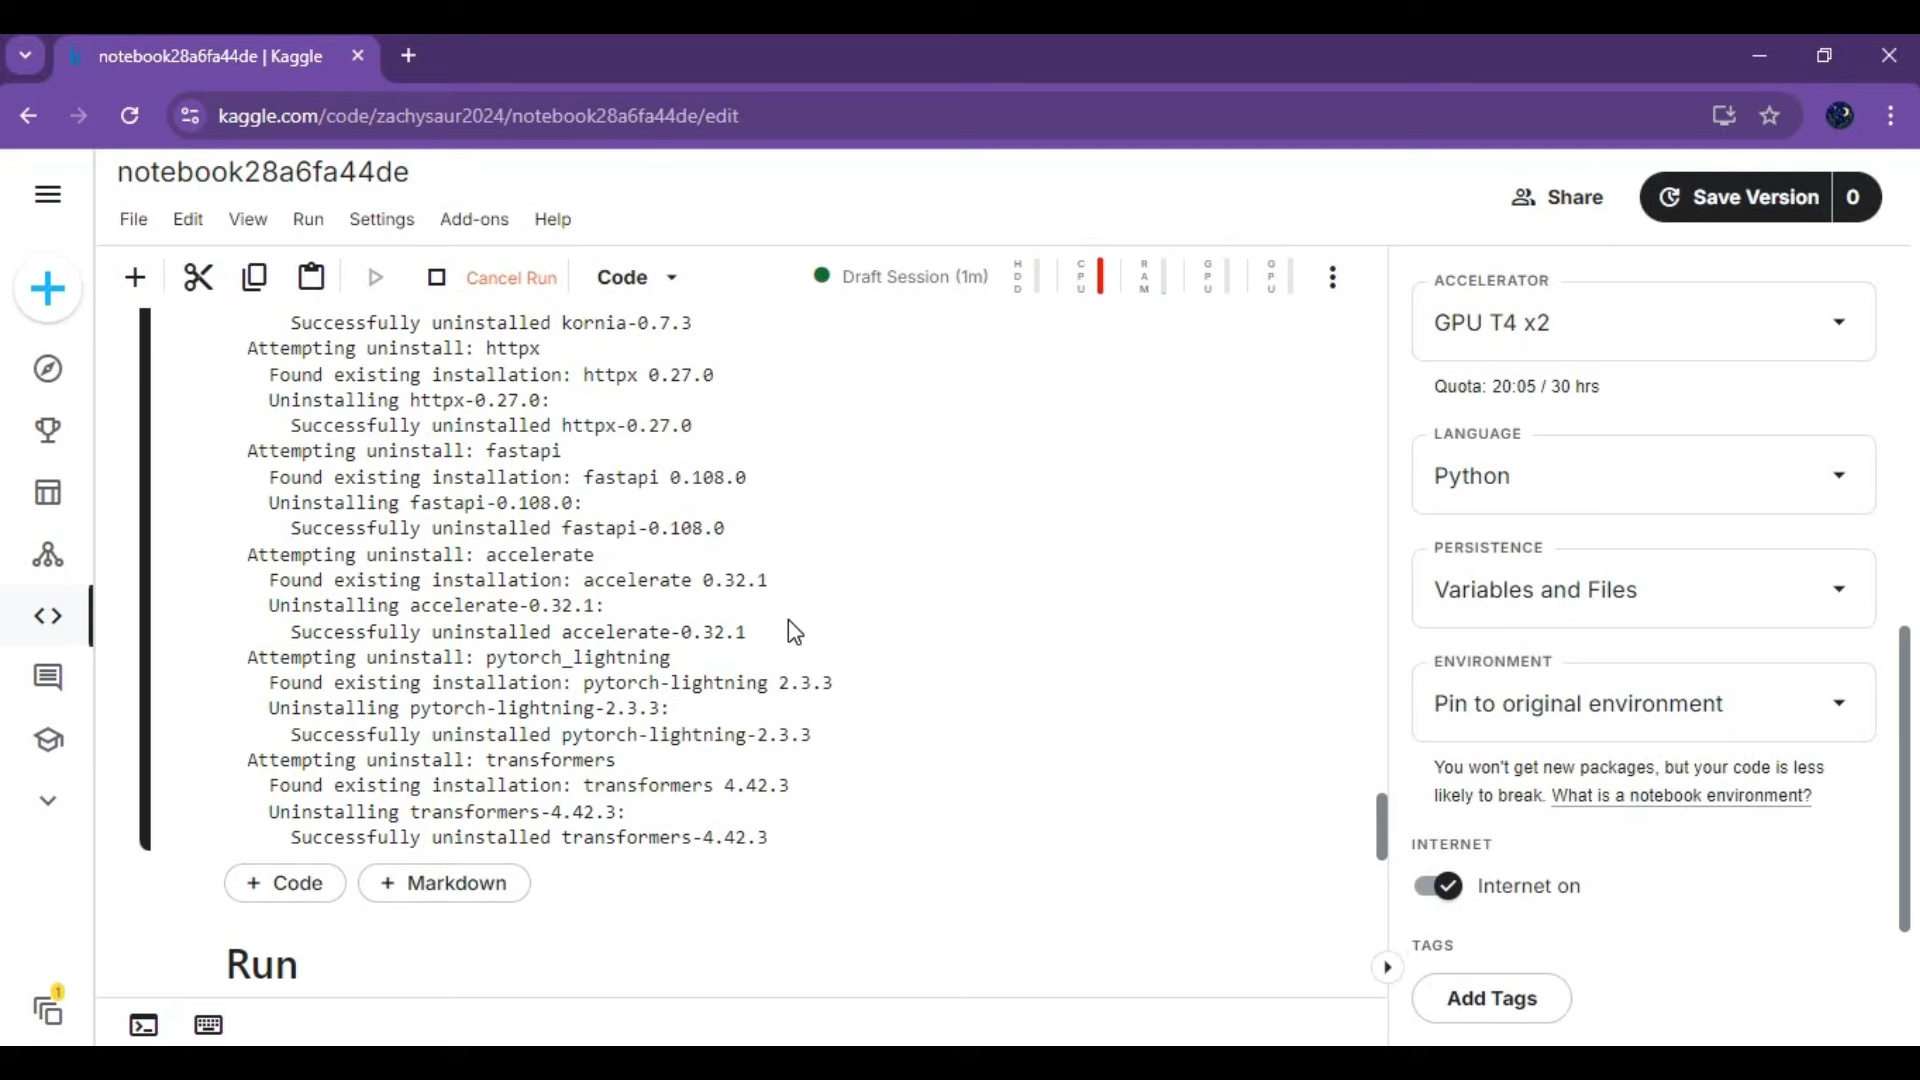 notebook28a6fa44de | Kaggle
kaggle.com/code/zachysaur2024/notebook28a6fa44de/edit
notebook28a6fa44de
File Edit View Run Settings Add-ons Help
Share
Save Version 0
Cancel Run
Code
Draft Session (1m)
HDD
CPU
RAM
GPU
GPU
Successfully uninstalled kornia-0.7.3
Attempting uninstall: httpx
Found existing installation: httpx 0.27.0
Uninstalling httpx-0.27.0:
Successfully uninstalled httpx-0.27.0
Attempting uninstall: fastapi
Found existing installation: fastapi 0.108.0
Uninstalling fastapi-0.108.0:
Successfully uninstalled fastapi-0.108.0
Attempting uninstall: accelerate
Found existing installation: accelerate 0.32.1
Uninstalling accelerate-0.32.1:
Successfully uninstalled accelerate-0.32.1
Attempting uninstall: pytorch_lightning
Found existing installation: pytorch-lightning 2.3.3
Uninstalling pytorch-lightning-2.3.3:
Successfully uninstalled pytorch-lightning-2.3.3
Attempting uninstall: transformers
Found existing installation: transformers 4.42.3
Uninstalling transformers-4.42.3:
Successfully uninstalled transformers-4.42.3
+ Code + Markdown
Run
ACCELERATOR
GPU T4 x2
Quota: 20:05 / 30 hrs
LANGUAGE
Python
PERSISTENCE
Variables and Files
ENVIRONMENT
Pin to original environment
You won't get new packages, but your code is less
likely to break. What is a notebook environment?
INTERNET
Internet on
TAGS
Add Tags
1